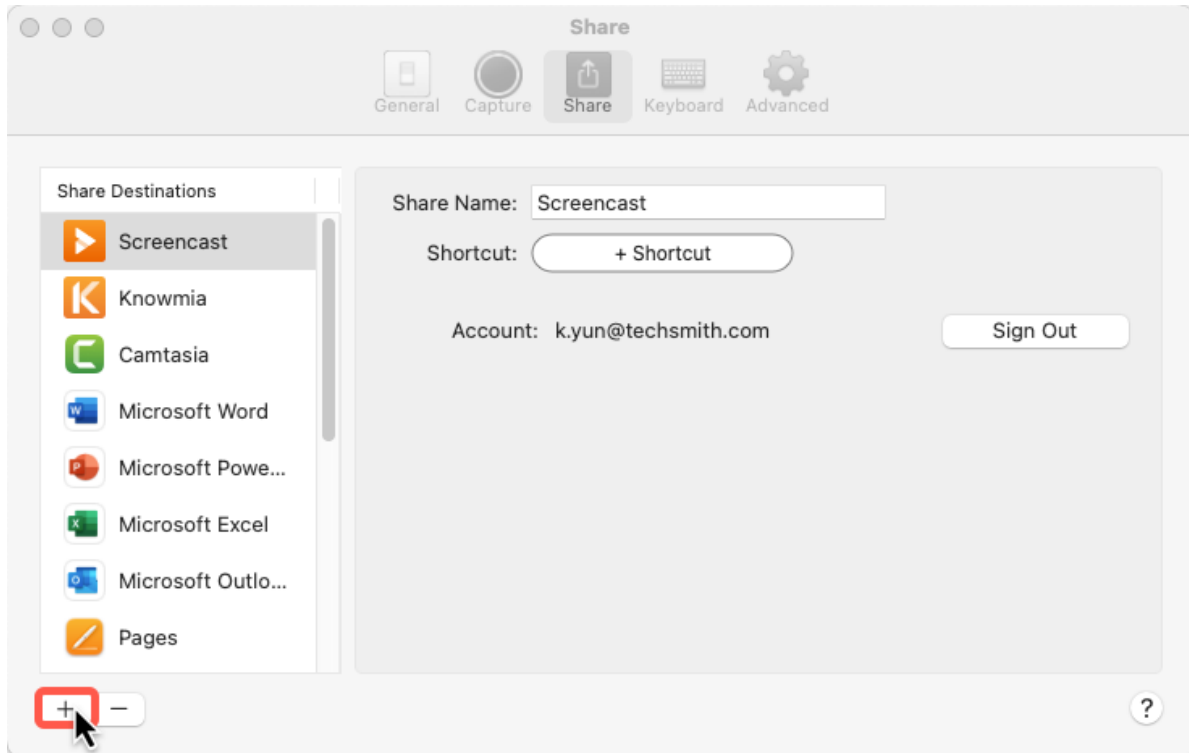 Share
General
Capture
Share
Keyboard
Advanced
Share Destinations
Screencast
Knowmia
Camtasia
Microsoft Word
Microsoft Powe...
Microsoft Excel
Microsoft Outlo...
Pages
+ −
Share Name: Screencast
Shortcut: + Shortcut
Account: k.yun@techsmith.com Sign Out
?